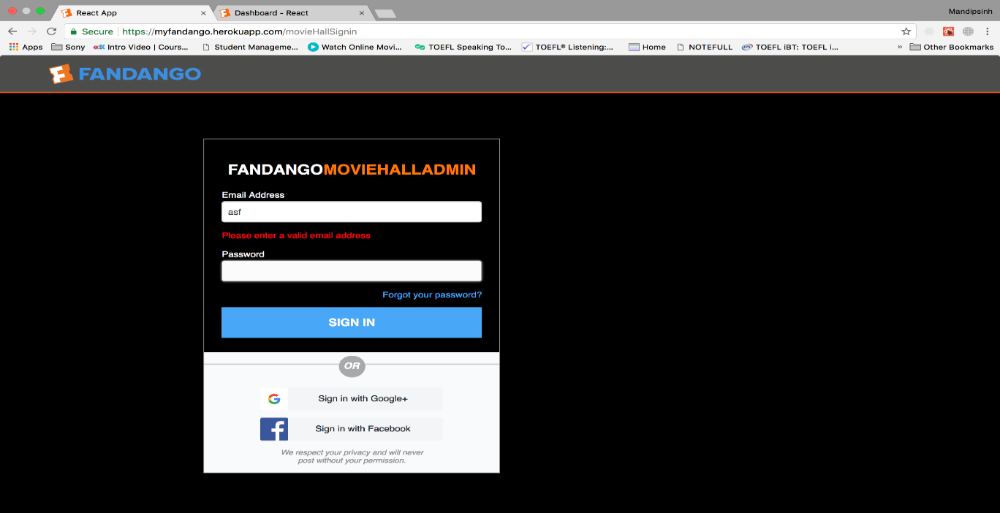 React App
Dashboard - React
Mandipsinh
Secure https://myfandango.herokuapp.com/movieHallSignin
Apps Sony edX Intro Video | Cours... Student Manageme... Watch Online Movi... TOEFL Speaking To... TOEFL® Listening:... Home NOTEFULL ETS TOEFL iBT: TOEFL i... » Other Bookmarks
FANDANGO
FANDANGOMOVIEHALLADMIN
Email Address
asf
Please enter a valid email address
Password
Forgot your password?
SIGN IN
OR
Sign in with Google+
Sign in with Facebook
We respect your privacy and will never
post without your permission.